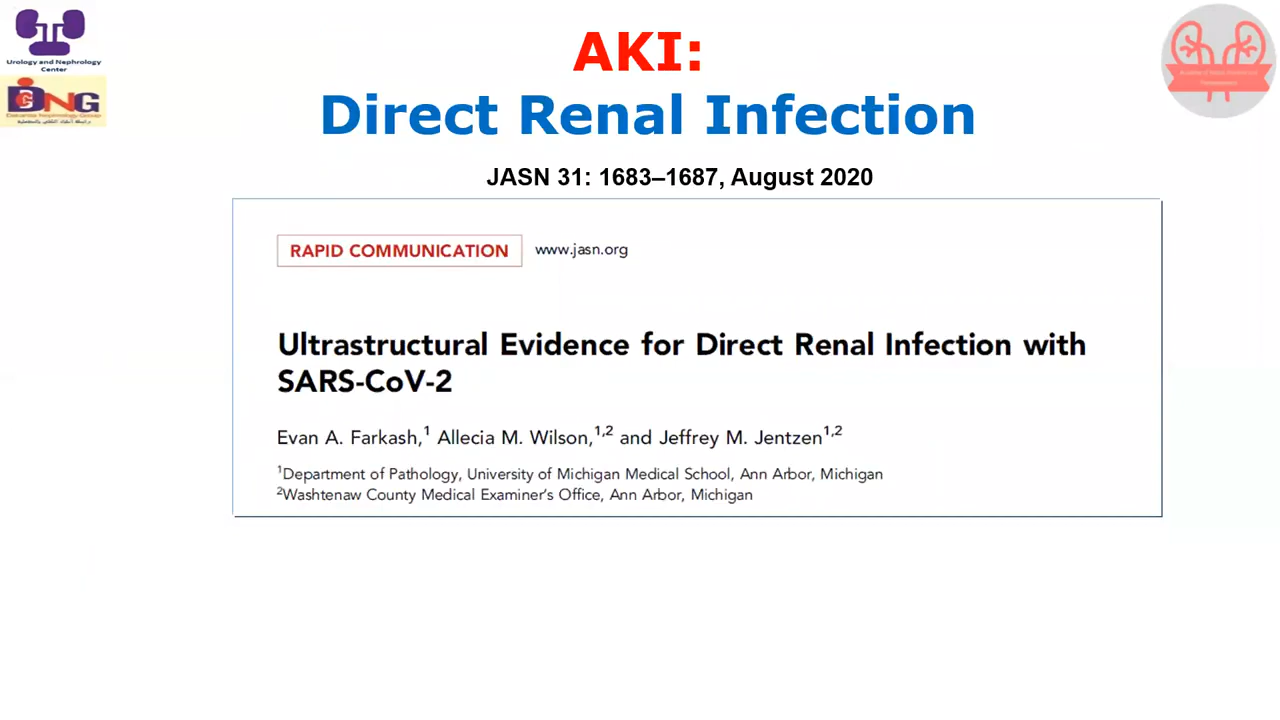 Urology and Nephrology
Center
DNG
AKI:
Direct Renal Infection
JASN 31: 1683–1687, August 2020
RAPID COMMUNICATION www.jasn.org
Ultrastructural Evidence for Direct Renal Infection with
SARS-CoV-2
Evan A. Farkash,1 Allecia M. Wilson,1,2 and Jeffrey M. Jentzen1,2
1Department of Pathology, University of Michigan Medical School, Ann Arbor, Michigan
2Washtenaw County Medical Examiner's Office, Ann Arbor, Michigan